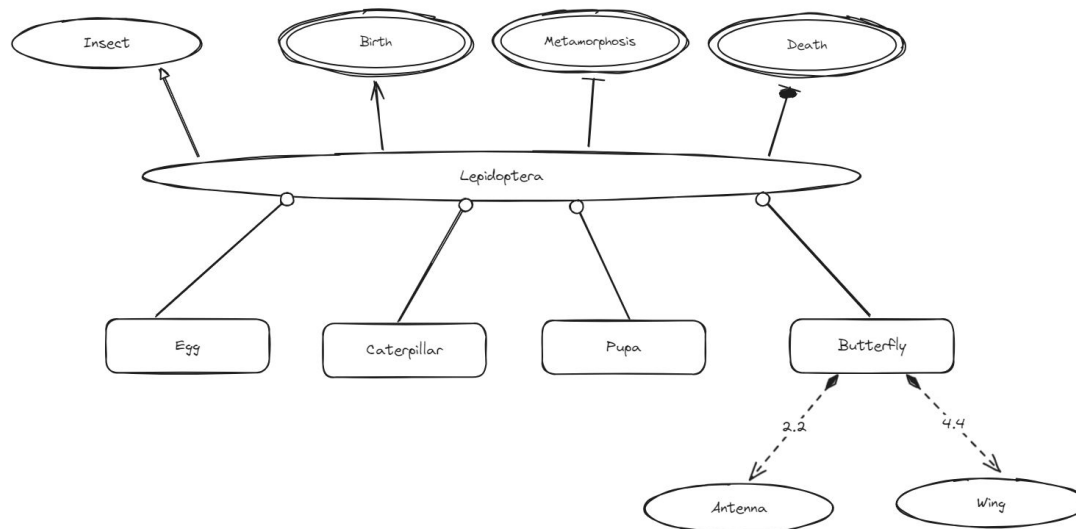 Insect
Birth
Metamorphosis
Death
Lepidoptera
Egg
Caterpillar
Pupa
Butterfly
2.2
4.4
Antenna
Wing